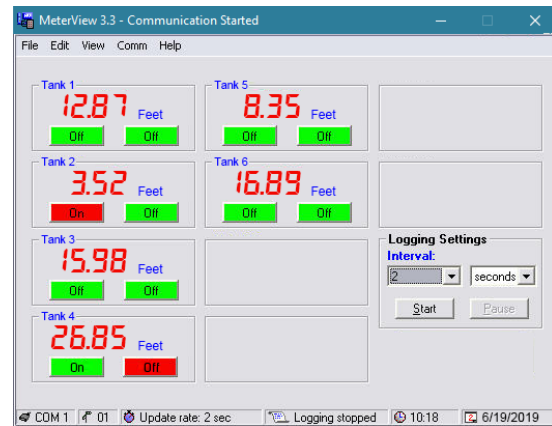 MeterView 3.3 - Communication Started
File Edit View Comm Help
Tank 1
12.87 Feet
Off Off
Tank 5
8.35 Feet
Off Off
Tank 2
3.52 Feet
On Off
Tank 6
16.89 Feet
Off Off
Tank 3
15.98 Feet
Off Off
Tank 4
26.85 Feet
On Off
Logging Settings
Interval:
2 seconds
Start Pause
COM 1 01 Update rate: 2 sec Logging stopped 10:18 6/19/2019